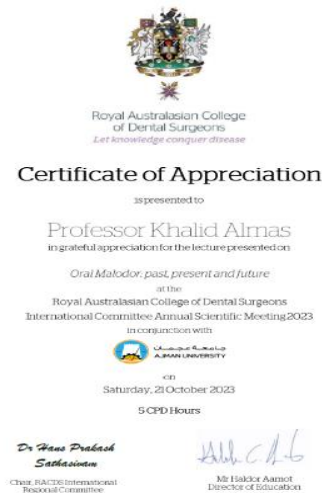 Royal Australasian College
of Dental Surgeons
Let knowledge conquer disease
Certificate of Appreciation
is presented to
Professor Khalid Almas
in grateful appreciation for the lecture presented on
Oral Malodor, past, present and future
at the
Royal Australasian College of Dental Surgeons
International Committee Annual Scientific Meeting 2023
in conjunction with
جامعة عجمان
AJMAN UNIVERSITY
on
Saturday, 21 October 2023
5 CPD Hours
Dr Hans Prakash
Sathasivam
Chair, RACDS International
Regional Committee
Mr Haldor Aamot
Director of Education